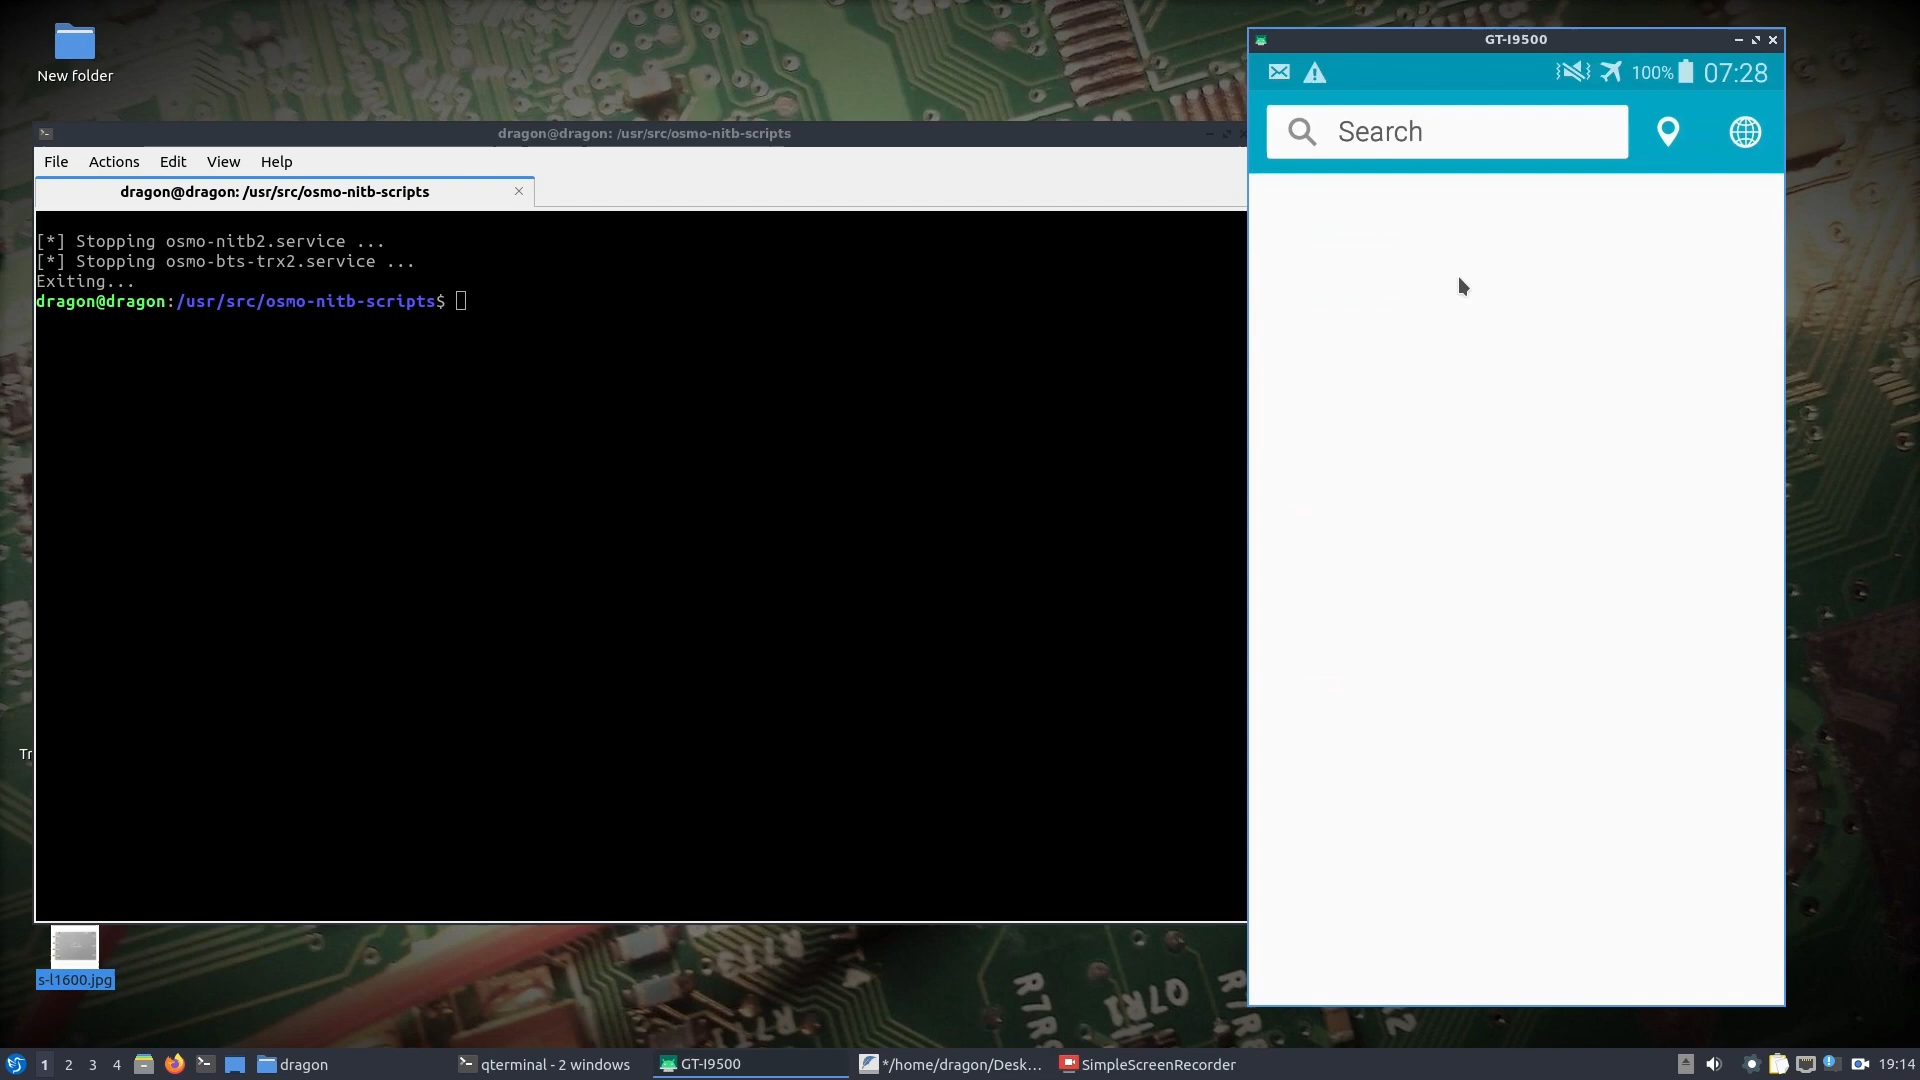 New folder
dragon@dragon: /usr/src/osmo-nitb-scripts
File Actions Edit View Help
dragon@dragon: /usr/src/osmo-nitb-scripts
[*] Stopping osmo-nitb2.service ...
[*] Stopping osmo-bts-trx2.service ...
Exiting...
dragon@dragon:/usr/src/osmo-nitb-scripts$
Tr
s-l1600.jpg
GT-I9500
100% 07:28
Search
1 2 3 4 dragon qterminal - 2 windows GT-I9500 */home/dragon/Desk... SimpleScreenRecorder 19:14